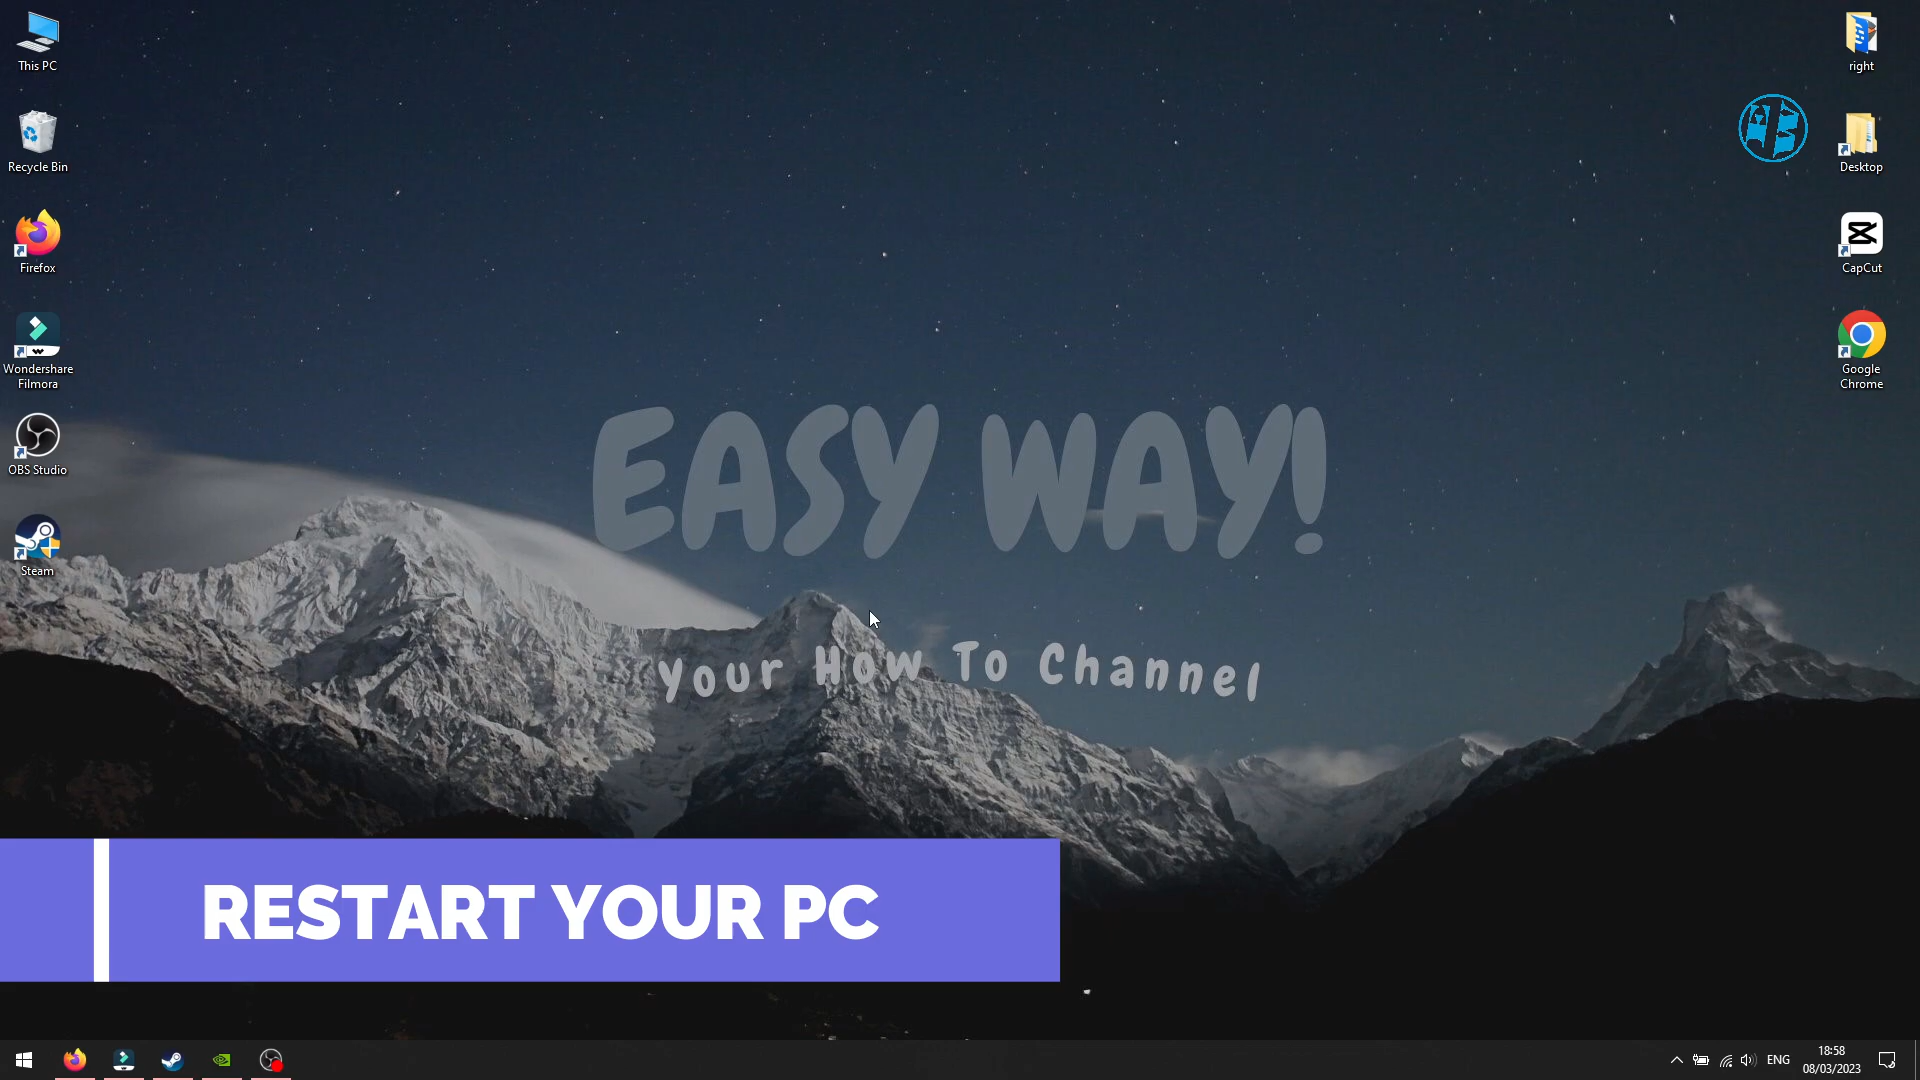 This PC
Recycle Bin
Firefox
Wondershare
Filmora
OBS Studio
Steam
right
Desktop
CapCut
Google
Chrome
EASY WAY!
Your How To Channel
RESTART YOUR PC
ENG
18:58
08/03/2023